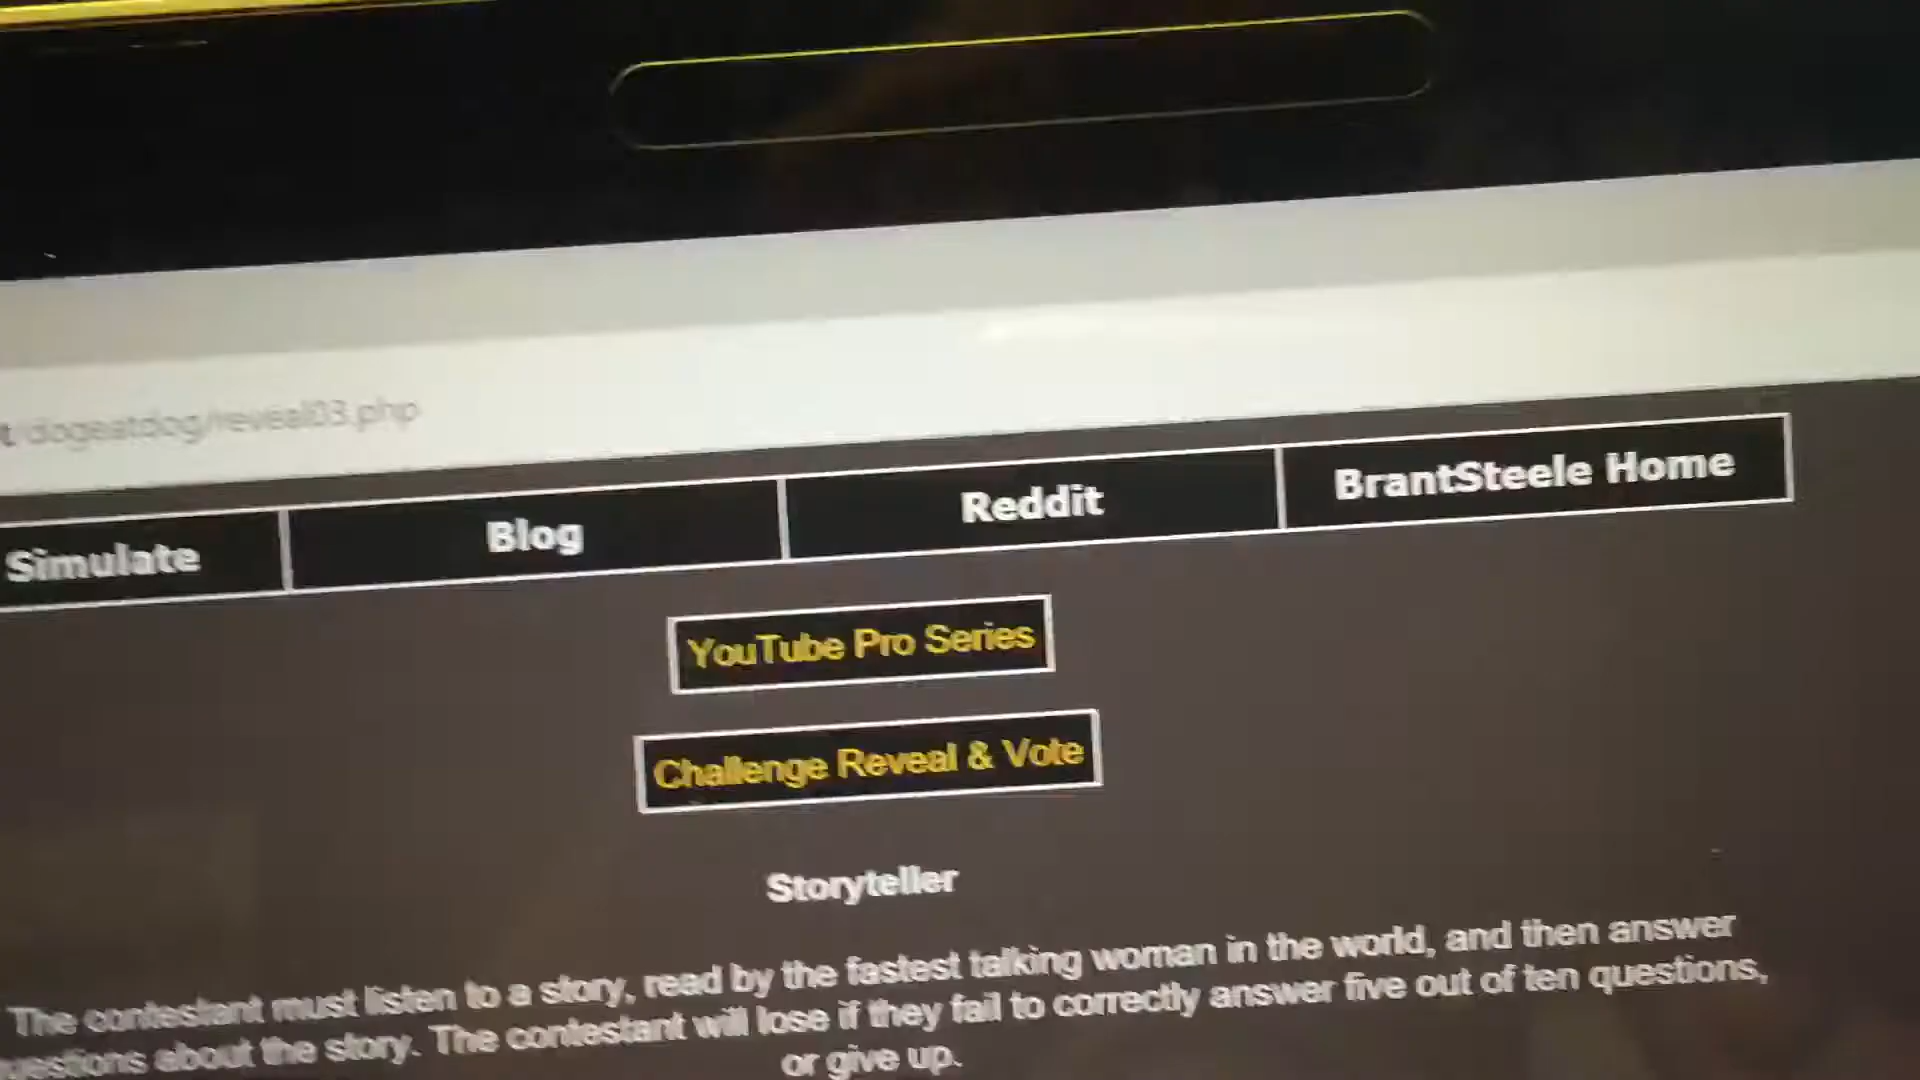 t/dogeatdog/reveal03.php
Simulate
Blog
Reddit
BrantSteele Home
YouTube Pro Series
Challenge Reveal & Vote
Storyteller
The contestant must listen to a story, read by the fastest talking woman in the world, and then answer
uestions about the story. The contestant will lose if they fail to correctly answer five out of ten questions,
or give up.